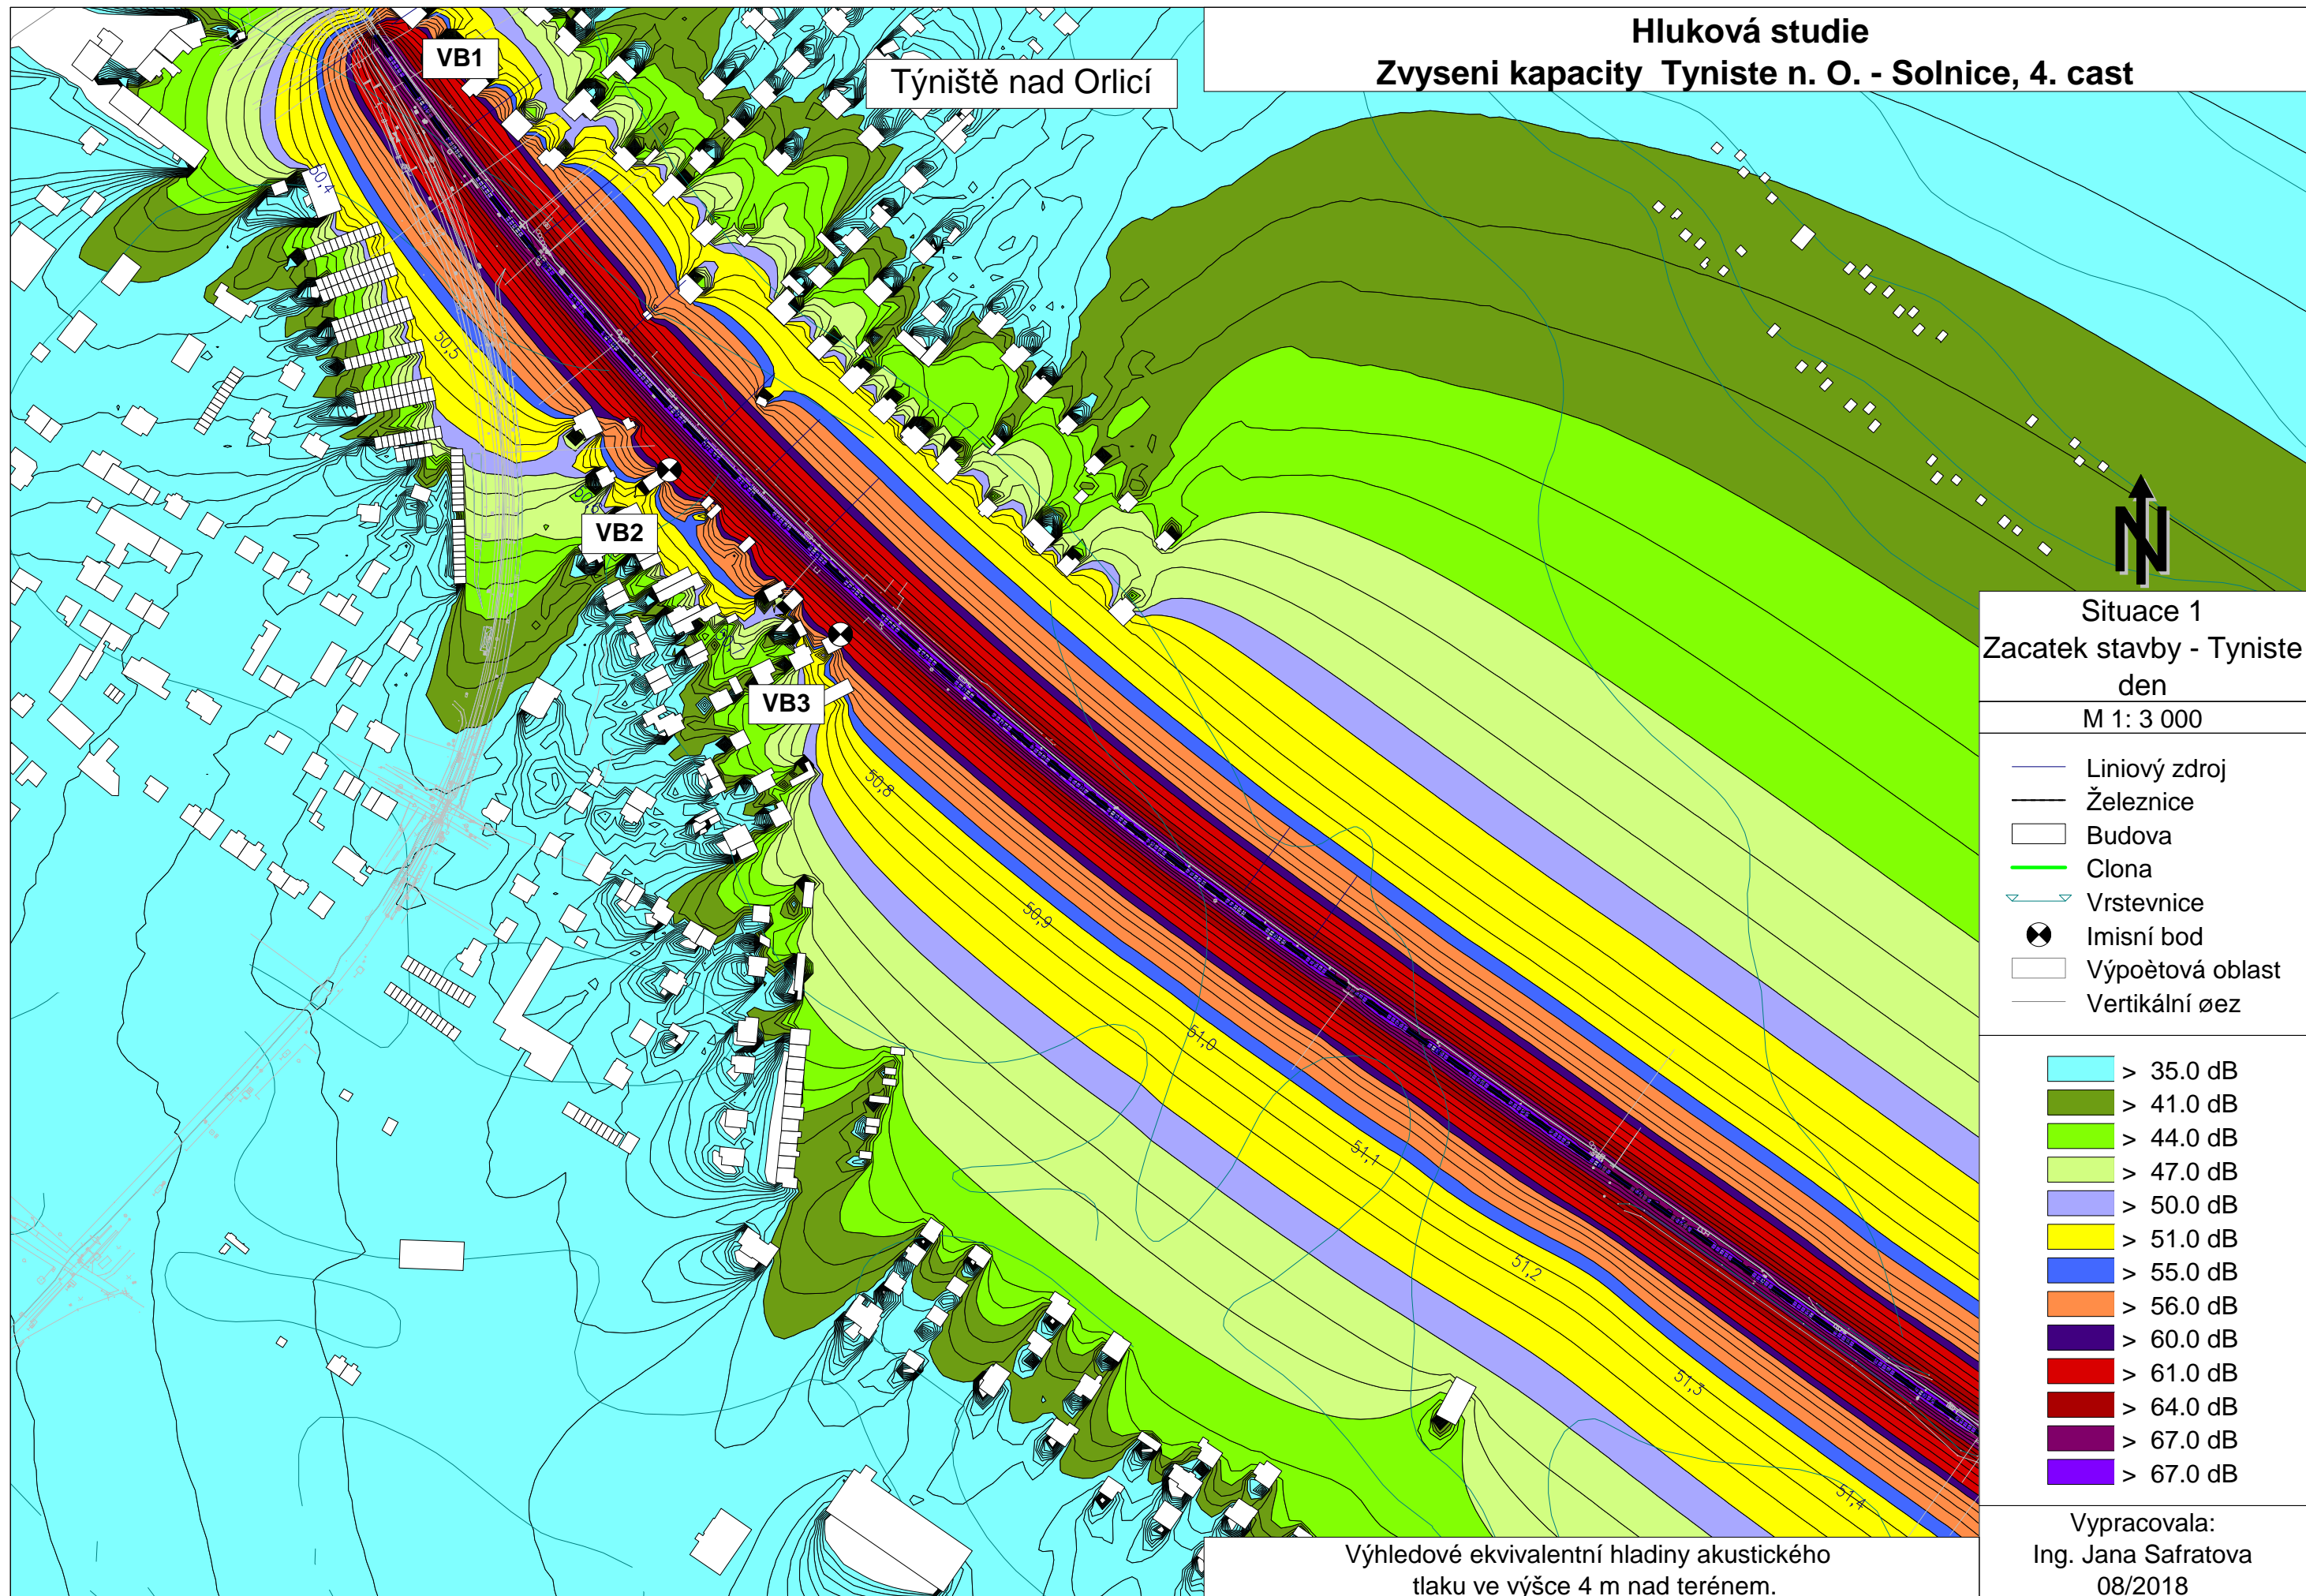 Hluková studie
Zvyseni kapacity Tyniste n. O. - Solnice, 4. cast
Týniště nad Orlicí
VB1
VB2
VB3
50,4
50,5
50,8
50,9
51,0
51,1
51,2
51,3
51,4
N
Situace 1
Zacatek stavby - Tyniste
den
M 1: 3 000
Liniový zdroj
Železnice
Budova
Clona
Vrstevnice
Imisní bod
Výpoètová oblast
Vertikální øez
> 35.0 dB
> 41.0 dB
> 44.0 dB
> 47.0 dB
> 50.0 dB
> 51.0 dB
> 55.0 dB
> 56.0 dB
> 60.0 dB
> 61.0 dB
> 64.0 dB
> 67.0 dB
> 67.0 dB
Výhledové ekvivalentní hladiny akustického
tlaku ve výšce 4 m nad terénem.
Vypracovala:
Ing. Jana Safratova
08/2018